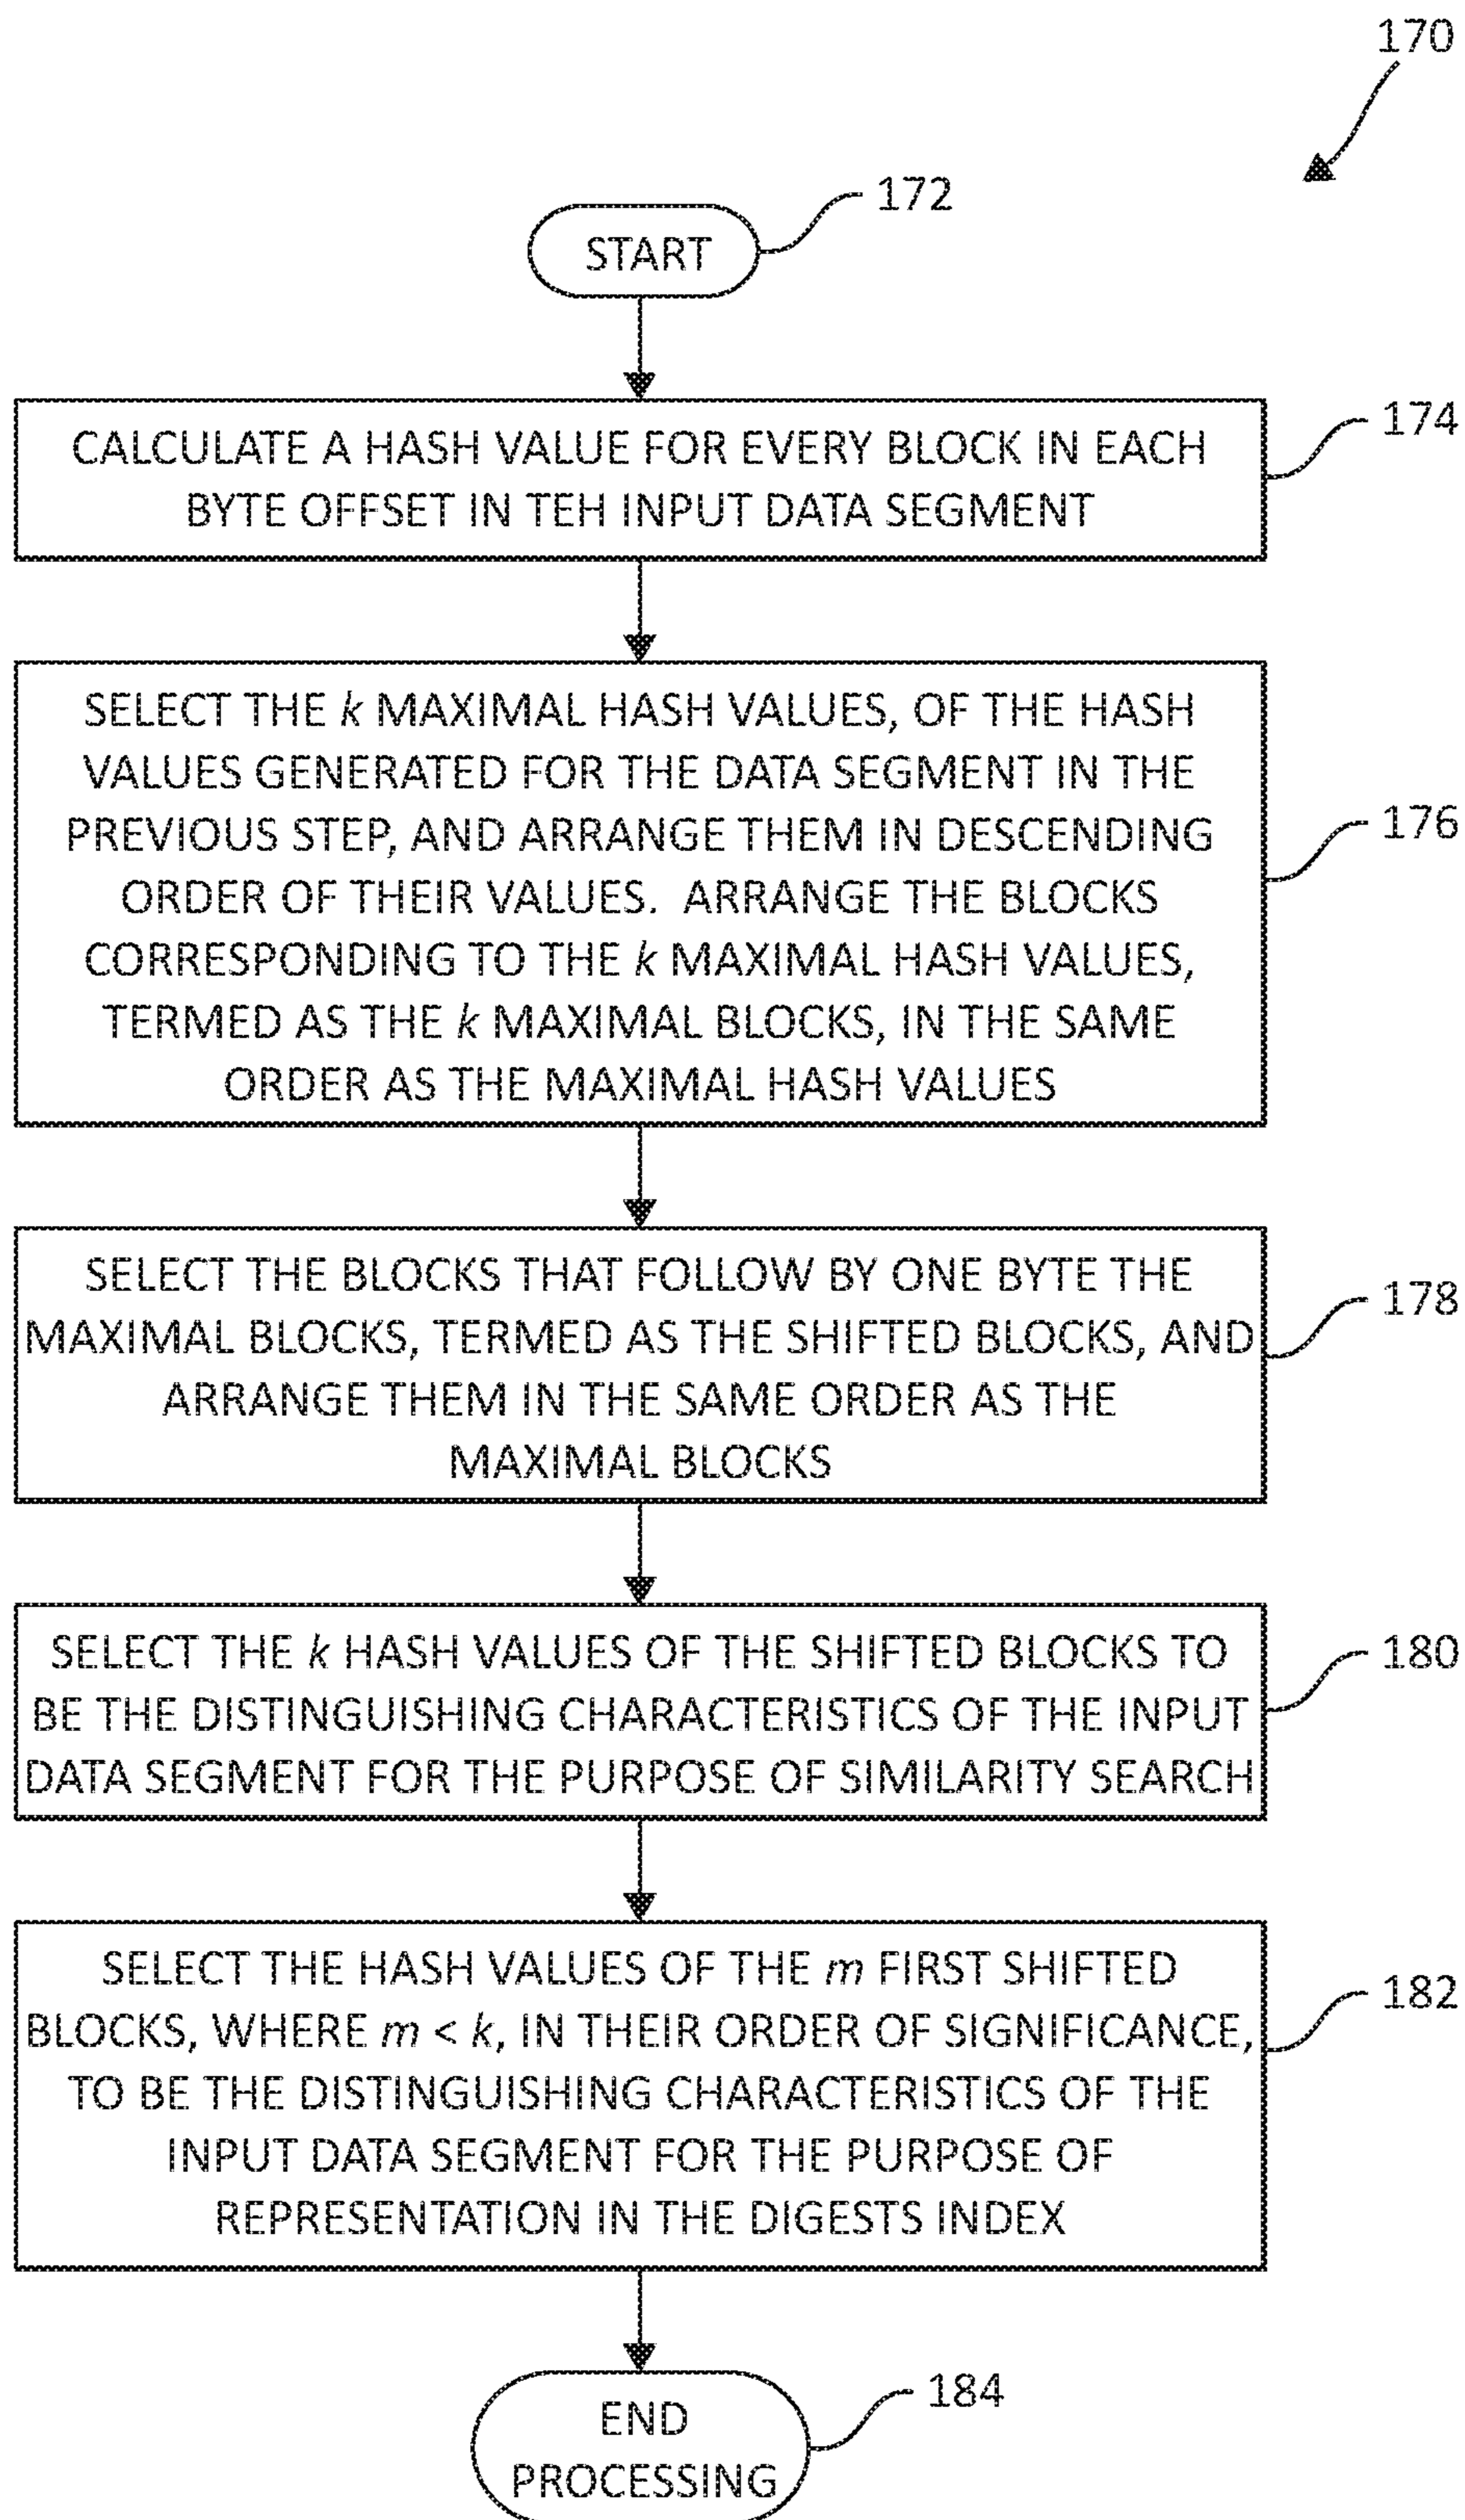 170
172
START
174
CALCULATE A HASH VALUE FOR EVERY BLOCK IN EACH
BYTE OFFSET IN TEH INPUT DATA SEGMENT
SELECT THE k MAXIMAL HASH VALUES, OF THE HASH
VALUES GENERATED FOR THE DATA SEGMENT IN THE
PREVIOUS STEP, AND ARRANGE THEM IN DESCENDING
176
ORDER OF THEIR VALUES. ARRANGE THE BLOCKS
CORRESPONDING TO THE k MAXIMAL HASH VALUES,
TERMED AS THE k MAXIMAL BLOCKS, IN THE SAME
ORDER AS THE MAXIMAL HASH VALUES
SELECT THE BLOCKS THAT FOLLOW BY ONE BYTE THE
178
MAXIMAL BLOCKS, TERMED AS THE SHIFTED BLOCKS, AND
ARRANGE THEM IN THE SAME ORDER AS THE
MAXIMAL BLOCKS
SELECT THE k HASH VALUES OF THE SHIFTED BLOCKS TO
180
BE THE DISTINGUISHING CHARACTERISTICS OF THE INPUT
DATA SEGMENT FOR THE PURPOSE OF SIMILARITY SEARCH
SELECT THE HASH VALUES OF THE m FIRST SHIFTED
182
BLOCKS, WHERE m < k, IN THEIR ORDER OF SIGNIFICANCE,
TO BE THE DISTINGUISHING CHARACTERISTICS OF THE
INPUT DATA SEGMENT FOR THE PURPOSE OF
REPRESENTATION IN THE DIGESTS INDEX
184
END
PROCESSING